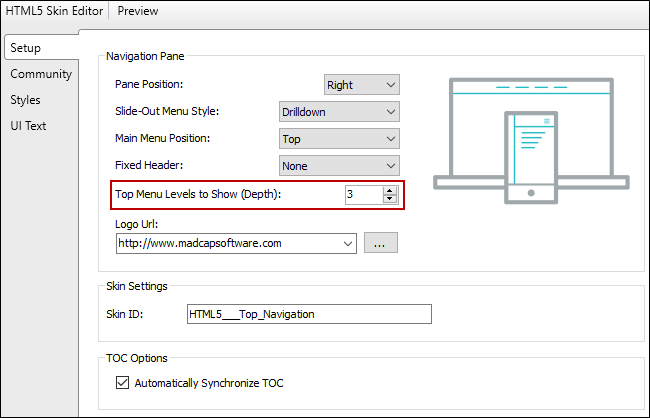 HTML5 Skin Editor Preview
Setup
Community
Styles
UI Text
Navigation Pane
Pane Position: Right
Slide-Out Menu Style: Drilldown
Main Menu Position: Top
Fixed Header: None
Top Menu Levels to Show (Depth): 3
Logo Url:
http://www.madcapsoftware.com ...
Skin Settings
Skin ID: HTML5___Top_Navigation
TOC Options
Automatically Synchronize TOC